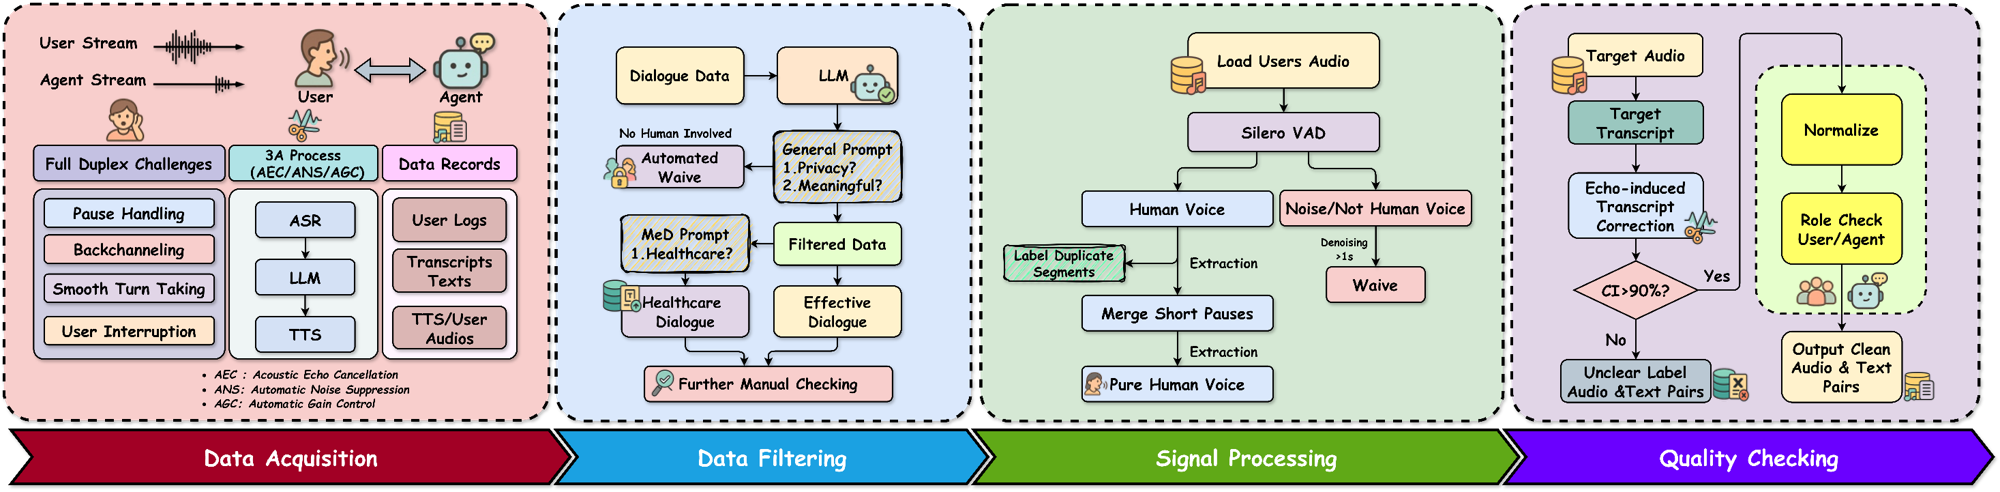 User Stream
Agent Stream
User
Agent
Full Duplex Challenges
3A Process
(AEC/ANS/AGC)
Data Records
Pause Handling
Backchanneling
Smooth Turn Taking
User Interruption
ASR
LLM
TTS
User Logs
Transcripts
Texts
TTS/User
Audios
• AEC : Acoustic Echo Cancellation
• ANS: Automatic Noise Suppression
• AGC: Automatic Gain Control
Dialogue Data
LLM
No Human Involved
Automated
Waive
General Prompt
1.Privacy?
2.Meaningful?
MeD Prompt
1.Healthcare?
Filtered Data
Healthcare
Dialogue
Effective
Dialogue
Further Manual Checking
Load Users Audio
Silero VAD
Human Voice
Noise/Not Human Voice
Label Duplicate
Segments
Extraction
Denoising
>1s
Waive
Merge Short Pauses
Extraction
Pure Human Voice
Target Audio
Target
Transcript
Echo-induced
Transcript
Correction
CI>90%?
Yes
No
Unclear Label
Audio &Text Pairs
Normalize
Role Check
User/Agent
Output Clean
Audio & Text
Pairs
Data Acquisition
Data Filtering
Signal Processing
Quality Checking